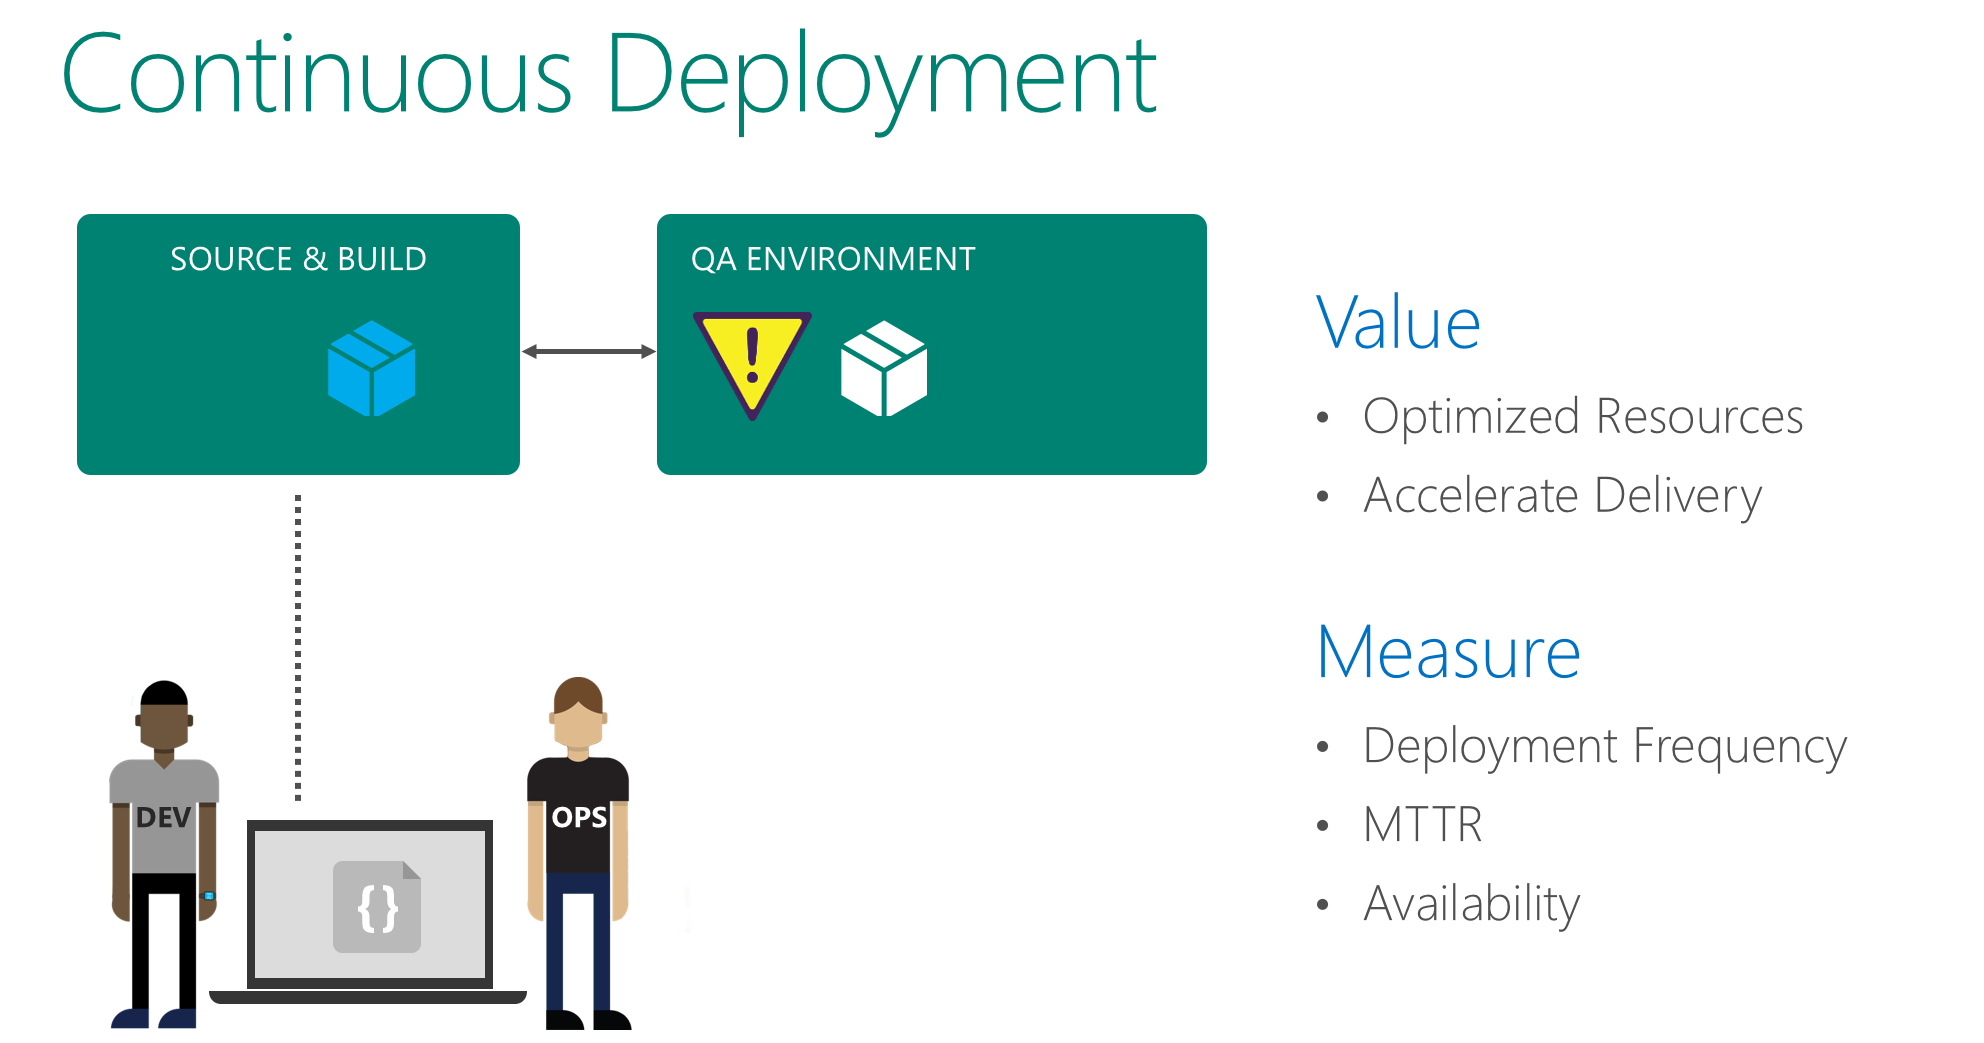 Continuous Deployment
SOURCE & BUILD
QA ENVIRONMENT
!
Value
• Optimized Resources
• Accelerate Delivery
Measure
• Deployment Frequency
• MTTR
• Availability
DEV
{}
OPS